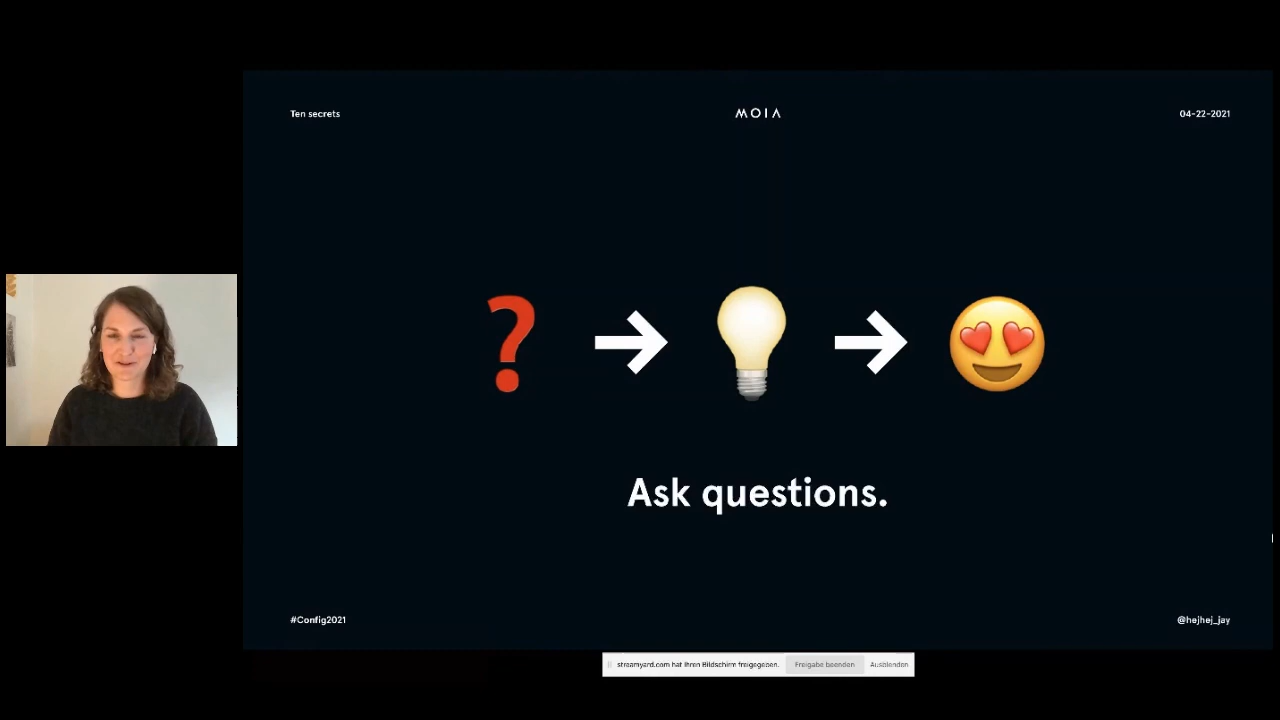 Ten secrets
MOIA
04-22-2021
Ask questions.
#Config2021
@hejhej_jay
streamyard.com hat Ihren Bildschirm freigegeben.
Freigabe beenden
Ausblenden